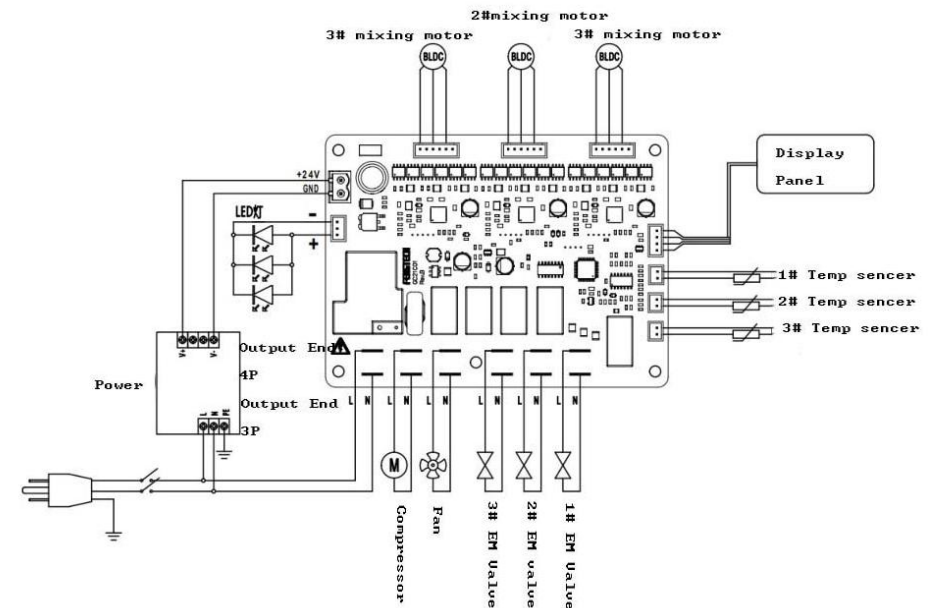 2#mixing motor
3# mixing motor
3# mixing motor
BLDC
BLDC
BLDC
Display
Panel
+24V
GND
LED灯
-
+
1# Temp sencer
2# Temp sencer
3# Temp sencer
V+
V-
Output End
4P
Power
Output End
3P
L
N
PE
L N L N L N L N L N L N
M
Compressor
Fan
3# EM Valve
2# EM valve
1# EM Valve